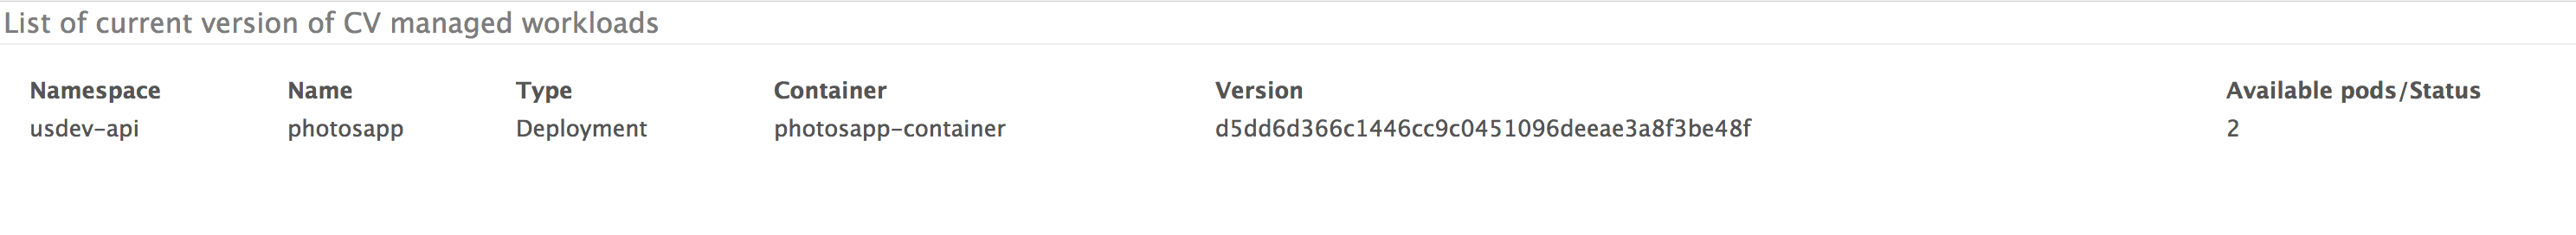 List of current version of CV managed workloads
Namespace Name Type Container Version Available pods/Status
usdev-api photosapp Deployment photosapp-container d5dd6d366c1446cc9c0451096deeae3a8f3be48f 2